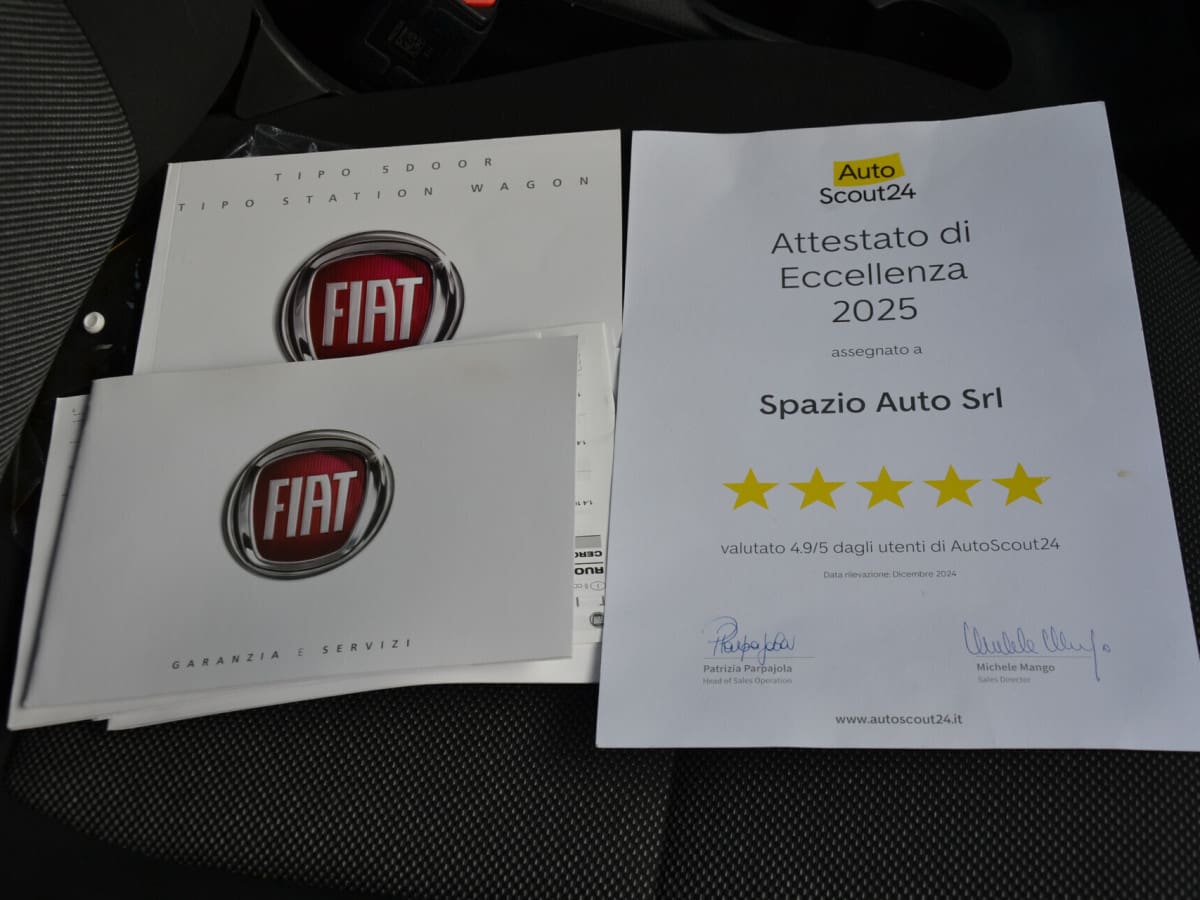 TIPO 5DOOR
TIPO STATION WAGON
FIAT
FIAT
GARANZIA E SERVIZI
CERC
RUO
Auto
Scout24
Attestato di
Eccellenza
2025
assegnato a
Spazio Auto Srl
valutato 4.9/5 dagli utenti di AutoScout24
Data rilevazione: Dicembre 2024
Patrizia Parpajola
Head of Sales Operation
Michele Mango
Sales Director
www.autoscout24.it